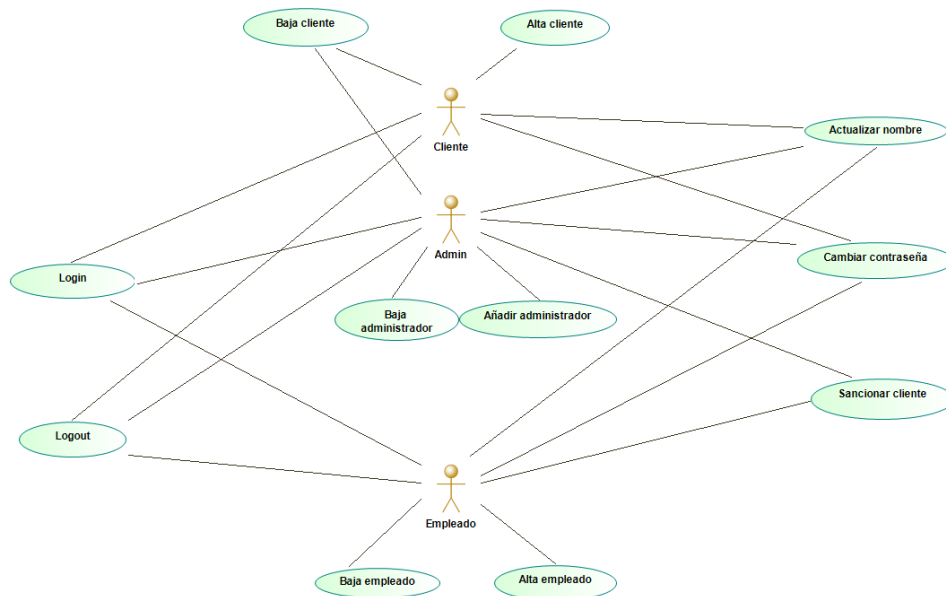 Baja cliente
Alta cliente
Cliente
Actualizar nombre
Admin
Login
Cambiar contraseña
Baja
administrador
Añadir administrador
Sancionar cliente
Logout
Empleado
Baja empleado
Alta empleado